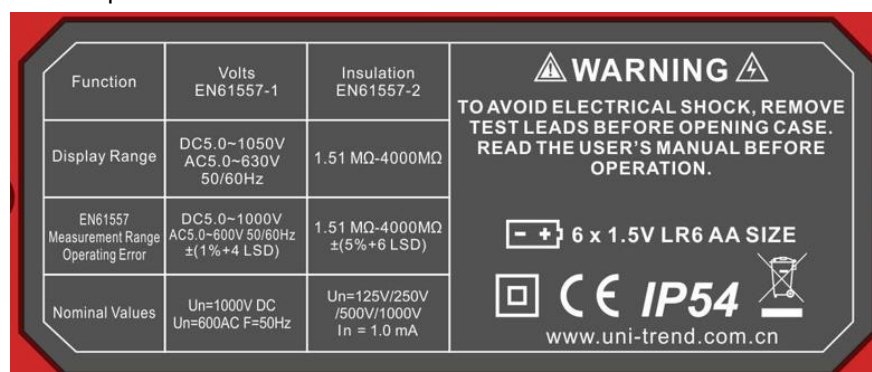 Function
Volts
EN61557-1
Insulation
EN61557-2
Display Range
DC5.0~1050V
AC5.0~630V
50/60Hz
1.51 MΩ-4000MΩ
EN61557
Measurement Range
Operating Error
DC5.0~1000V
AC5.0~600V 50/60Hz
±(1%+4 LSD)
1.51 MΩ-4000MΩ
±(5%+6 LSD)
Nominal Values
Un=1000V DC
Un=600AC F=50Hz
Un=125V/250V
/500V/1000V
In = 1.0 mA
WARNING
TO AVOID ELECTRICAL SHOCK, REMOVE
TEST LEADS BEFORE OPENING CASE.
READ THE USER'S MANUAL BEFORE
OPERATION.
6 x 1.5V LR6 AA SIZE
CE IP54
www.uni-trend.com.cn